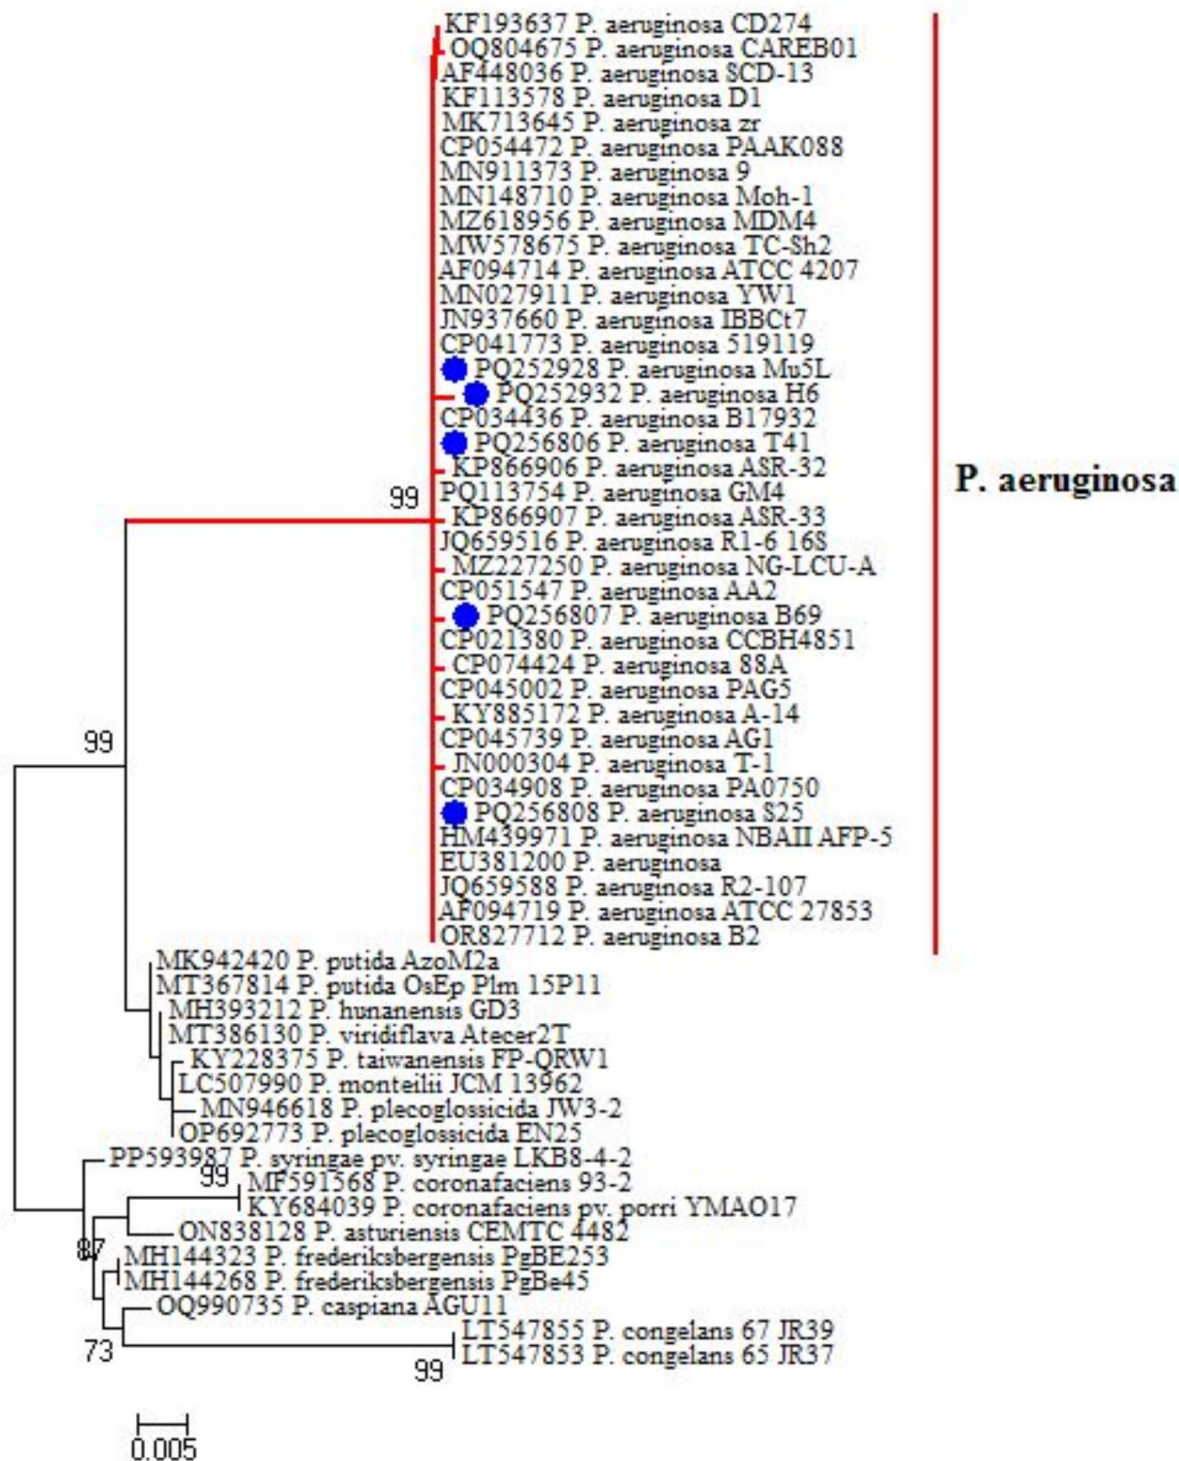 KF193637 P. aeruginosa CD274
OQ804675 P. aeruginosa CAREB01
AF448036 P. aeruginosa SCD-13
KF113578 P. aeruginosa D1
MK713645 P. aeruginosa zr
CP054472 P. aeruginosa PAAK088
MN911373 P. aeruginosa 9
MN148710 P. aeruginosa Moh-1
MZ618956 P. aeruginosa MDM4
MW578675 P. aeruginosa TC-Sh2
AF094714 P. aeruginosa ATCC 4207
MN027911 P. aeruginosa YW1
JN937660 P. aeruginosa IBBCt7
CP041773 P. aeruginosa 519119
PQ252928 P. aeruginosa Mu5L
PQ252932 P. aeruginosa H6
CP034436 P. aeruginosa B17932
PQ256806 P. aeruginosa T41
KP866906 P. aeruginosa ASR-32
P. aeruginosa
PQ113754 P. aeruginosa GM4
99
KP866907 P. aeruginosa ASR-33
JQ659516 P. aeruginosa R1-6 16S
MZ227250 P. aeruginosa NG-LCU-A
CP051547 P. aeruginosa AA2
PQ256807 P. aeruginosa B69
CP021380 P. aeruginosa CCBH4851
CP074424 P. aeruginosa 88A
CP045002 P. aeruginosa PAG5
KY885172 P. aeruginosa A-14
99
CP045739 P. aeruginosa AG1
JN000304 P. aeruginosa T-1
CP034908 P. aeruginosa PA0750
PQ256808 P. aeruginosa S25
HM439971 P. aeruginosa NBAII AFP-5
EU381200 P. aeruginosa
JQ659588 P. aeruginosa R2-107
AF094719 P. aeruginosa ATCC 27853
OR827712 P. aeruginosa B2
MK942420 P. putida AzoM2a
MT367814 P. putida OsEp Plm 15P11
MH393212 P. hunanensis GD3
MT386130 P. viridiflava Atecer2T
KY228375 P. taiwanensis FP-QRW1
LC507990 P. monteilii JCM 13962
MN946618 P. plecoglossicida JW3-2
OP692773 P. plecoglossicida EN25
PP593987 P. syringae pv. syringae LKB8-4-2
99
MF591568 P. coronafaciens 93-2
KY684039 P. coronafaciens pv. porri YMAO17
ON838128 P. asturiensis CEMTC 4482
87
MH144323 P. frederiksbergensis PgBE253
MH144268 P. frederiksbergensis PgBe45
OQ990735 P. caspiana AGU11
LT547855 P. congelans 67 JR39
73
LT547853 P. congelans 65 JR37
99
0.005